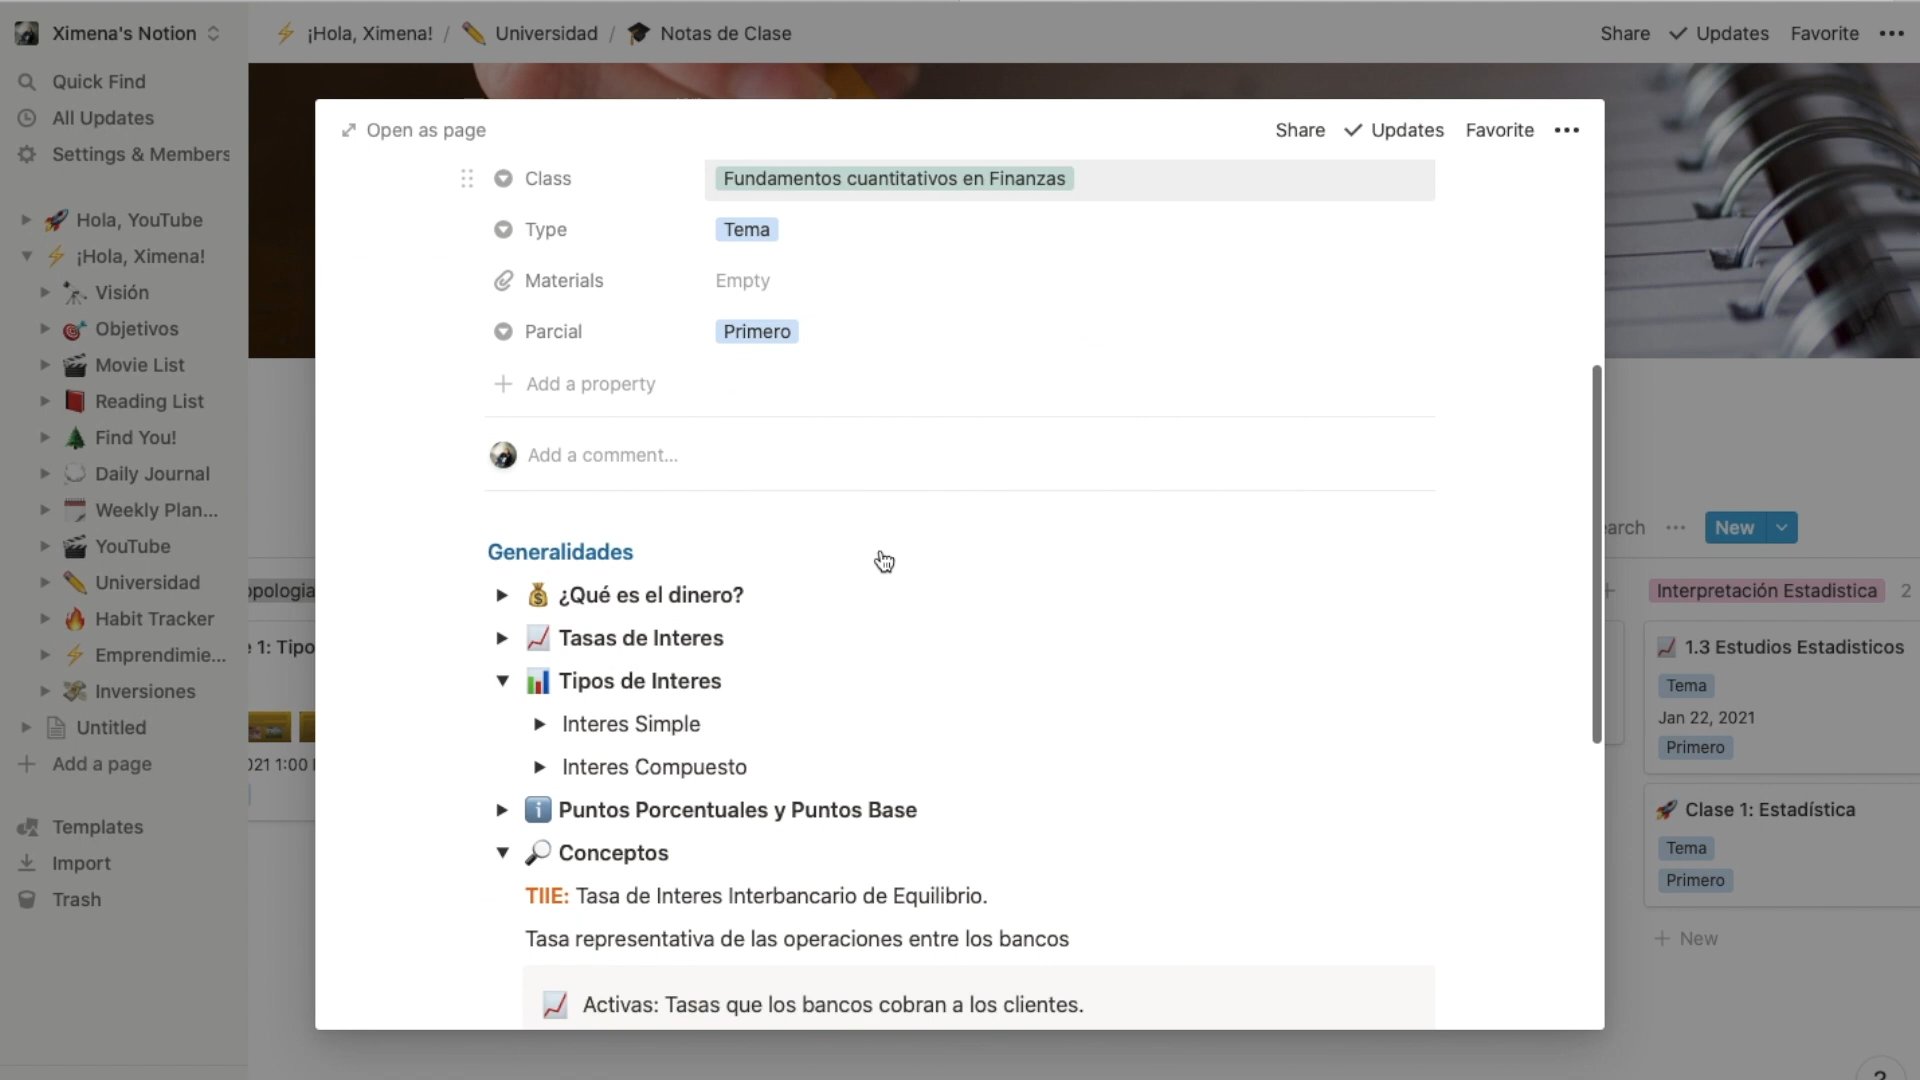 Ximena's Notion
¡Hola, Ximena! / Universidad / Notas de Clase
Share Updates Favorite
Quick Find
All Updates
Settings & Members
Hola, YouTube
¡Hola, Ximena!
Visión
Objetivos
Movie List
Reading List
Find You!
Daily Journal
Weekly Plan...
YouTube
Universidad
Habit Tracker
Emprendimie...
Inversiones
Untitled
Add a page
Templates
Import
Trash
Open as page
Share Updates Favorite
Class Fundamentos cuantitativos en Finanzas
Type Tema
Materials Empty
Parcial Primero
Add a property
Add a comment...
Generalidades
¿Qué es el dinero?
Tasas de Interes
Tipos de Interes
Interes Simple
Interes Compuesto
Puntos Porcentuales y Puntos Base
Conceptos
TIIE: Tasa de Interes Interbancario de Equilibrio.
Tasa representativa de las operaciones entre los bancos
Activas: Tasas que los bancos cobran a los clientes.
New
Interpretación Estadistica 2
1.3 Estudios Estadisticos
Tema
Jan 22, 2021
Primero
Clase 1: Estadística
Tema
Primero
New